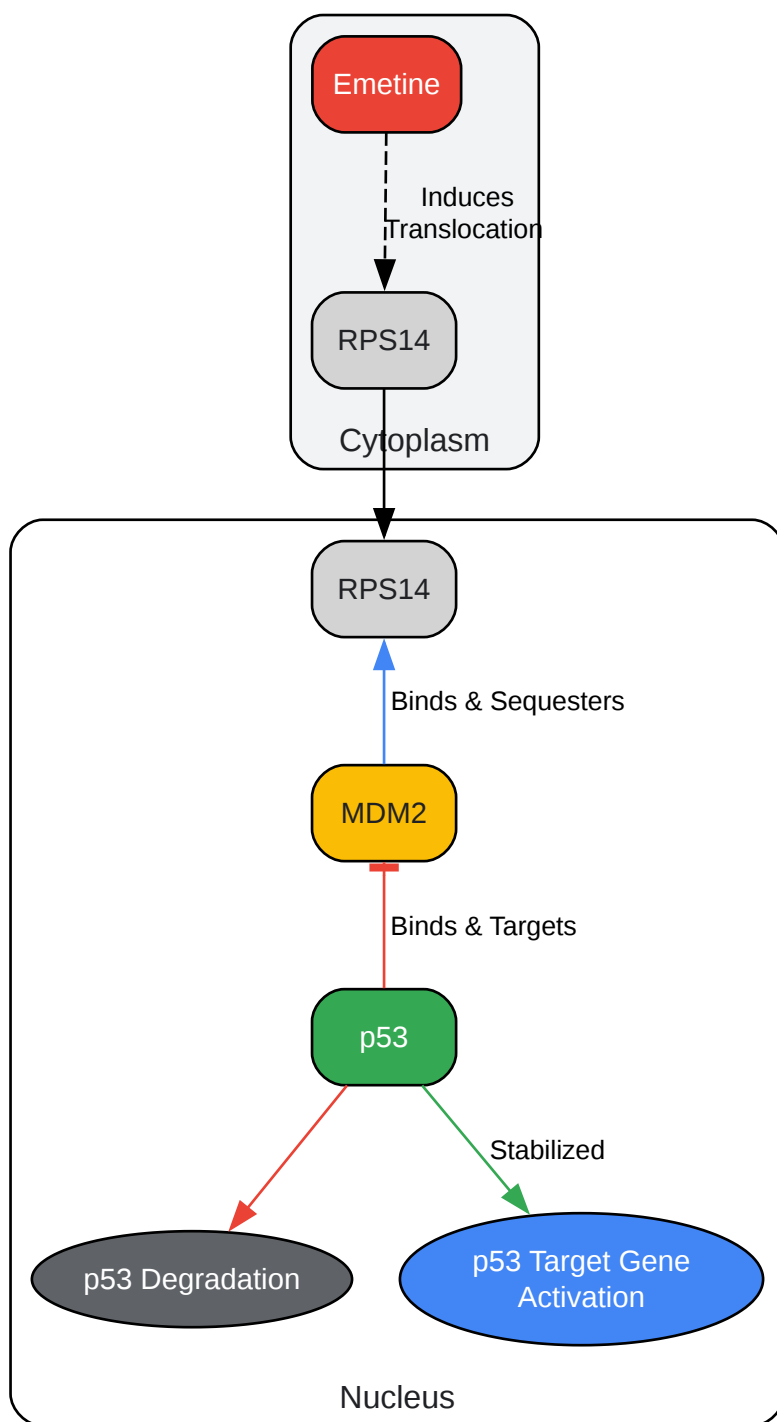 Emetine
Induces
Translocation
RPS14
Cytoplasm
RPS14
Binds & Sequesters
MDM2
Binds & Targets
p53
Stabilized
p53 Degradation
p53 Target Gene
Activation
Nucleus